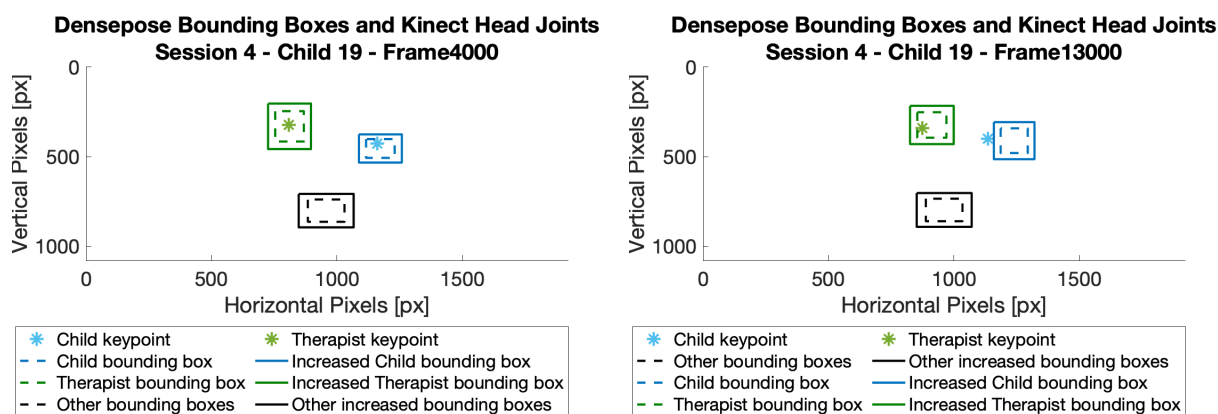 Densepose Bounding Boxes and Kinect Head Joints
Session 4 - Child 19 - Frame4000
0
500
1000
Vertical Pixels [px]
0 500 1000 1500
Horizontal Pixels [px]
Child keypoint Therapist keypoint
Child bounding box Increased Child bounding box
Therapist bounding box Increased Therapist bounding box
Other bounding boxes Other increased bounding boxes
Densepose Bounding Boxes and Kinect Head Joints
Session 4 - Child 19 - Frame13000
0
500
1000
Vertical Pixels [px]
0 500 1000 1500
Horizontal Pixels [px]
Child keypoint Therapist keypoint
Other bounding boxes Other increased bounding boxes
Child bounding box Increased Child bounding box
Therapist bounding box Increased Therapist bounding box